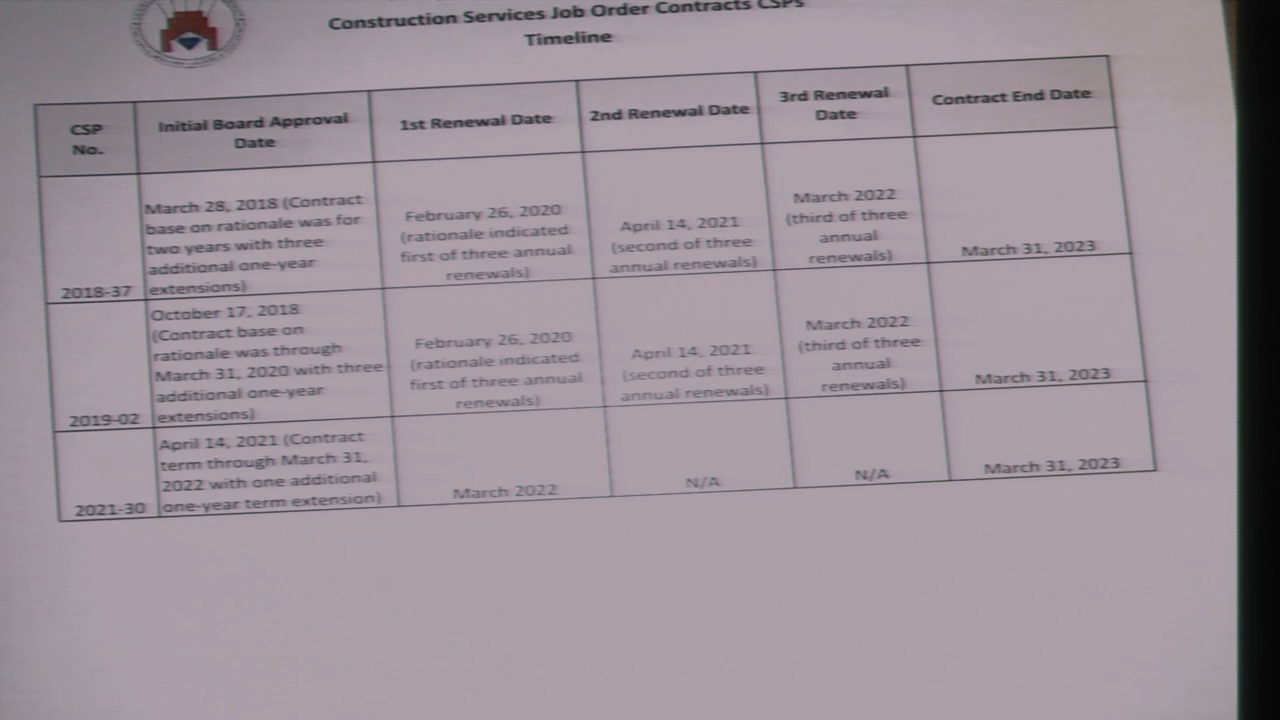 Construction Services Job Order Contracts CSPs
Timeline
CSP
No.
Initial Board Approval
Date
1st Renewal Date
2nd Renewal Date
3rd Renewal
Date
Contract End Date
2018-37
March 28, 2018 (Contract
base on rationale was for
two years with three
additional one-year
extensions)
February 26, 2020
(rationale indicated
first of three annual
renewals)
April 14, 2021
(second of three
annual renewals)
March 2022
(third of three
annual
renewals)
March 31, 2023
2019-02
October 17, 2018
(Contract base on
rationale was through
March 31, 2020 with three
additional one-year
extensions)
February 26, 2020
(rationale indicated
first of three annual
renewals)
April 14, 2021
(second of three
annual renewals)
March 2022
(third of three
annual
renewals)
March 31, 2023
2021-30
April 14, 2021 (Contract
term through March 31,
2022 with one additional
one-year term extension)
March 2022
N/A
N/A
March 31, 2023